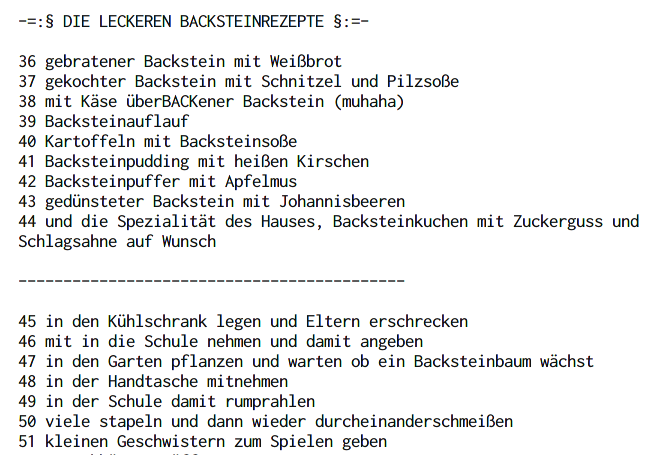 -=:§ DIE LECKEREN BACKSTEINREZEPTE §:=-
36 gebratener Backstein mit Weißbrot
37 gekochter Backstein mit Schnitzel und Pilzsoße
38 mit Käse überBACKener Backstein (muhaha)
39 Backsteinauflauf
40 Kartoffeln mit Backsteinsoße
41 Backsteinpudding mit heißen Kirschen
42 Backsteinpuffer mit Apfelmus
43 gedünsteter Backstein mit Johannisbeeren
44 und die Spezialität des Hauses, Backsteinkuchen mit Zuckerguss und
Schlagsahne auf Wunsch
-------------------------------------------
45 in den Kühlschrank legen und Eltern erschrecken
46 mit in die Schule nehmen und damit angeben
47 in den Garten pflanzen und warten ob ein Backsteinbaum wächst
48 in der Handtasche mitnehmen
49 in der Schule damit rumprahlen
50 viele stapeln und dann wieder durcheinanderschmeißen
51 kleinen Geschwistern zum Spielen geben